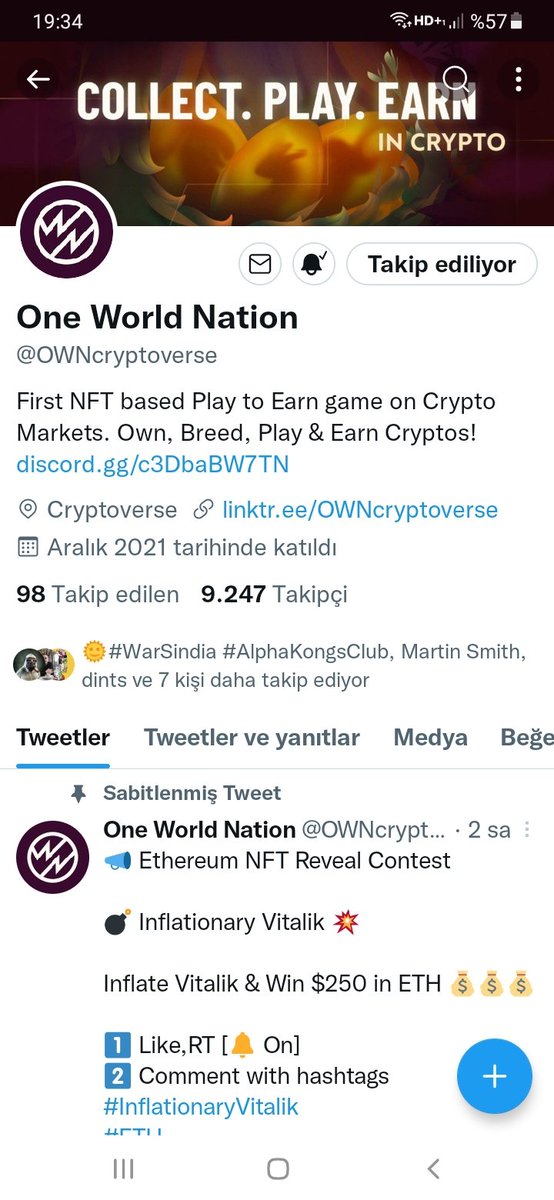 19:34
HD+ %57
COLLECT. PLAY. EARN
IN CRYPTO
Takip ediliyor
One World Nation
@OWNcryptoverse
First NFT based Play to Earn game on Crypto
Markets. Own, Breed, Play & Earn Cryptos!
discord.gg/c3DbaBW7TN
Cryptoverse linktr.ee/OWNcryptoverse
Aralık 2021 tarihinde katıldı
98 Takip edilen 9.247 Takipçi
🌞#WarSindia #AlphaKongsClub, Martin Smith,
dints ve 7 kişi daha takip ediyor
Tweetler Tweetler ve yanıtlar Medya Beğe
Sabitlenmiş Tweet
One World Nation @OWNcrypt... · 2 sa
📣 Ethereum NFT Reveal Contest
💣 Inflationary Vitalik 💥
Inflate Vitalik & Win $250 in ETH 💰💰💰
1️⃣ Like,RT [🔔 On]
2️⃣ Comment with hashtags
#InflationaryVitalik
#ETH